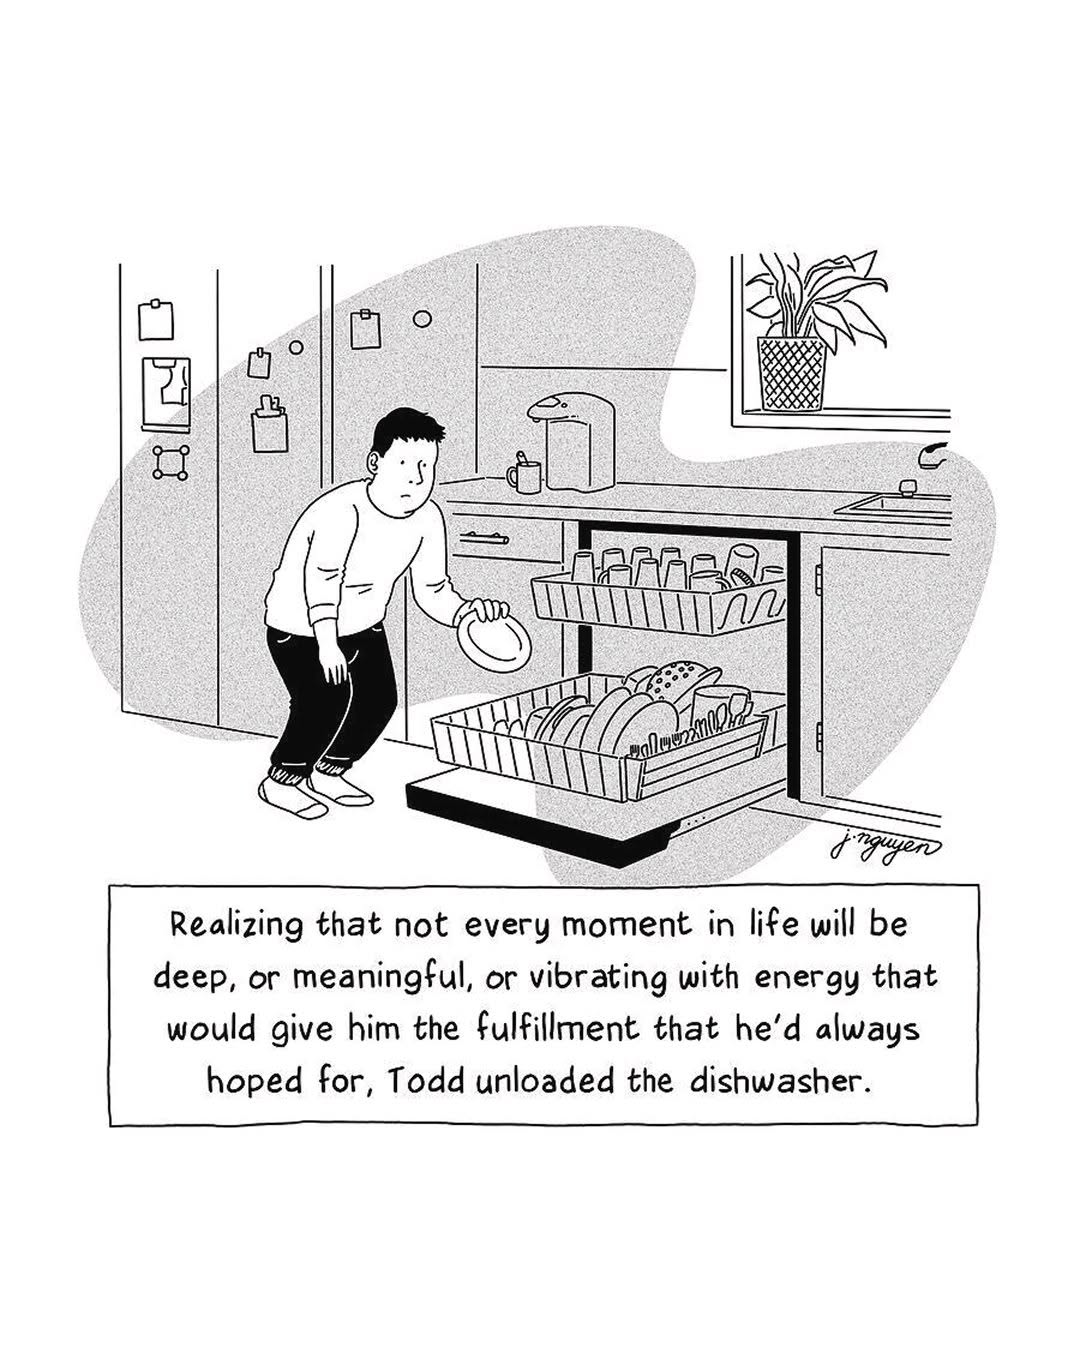 j.nguyen
Realizing that not every moment in life will be
deep, or meaningful, or vibrating with energy that
would give him the fulfillment that he'd always
hoped for, Todd unloaded the dishwasher.